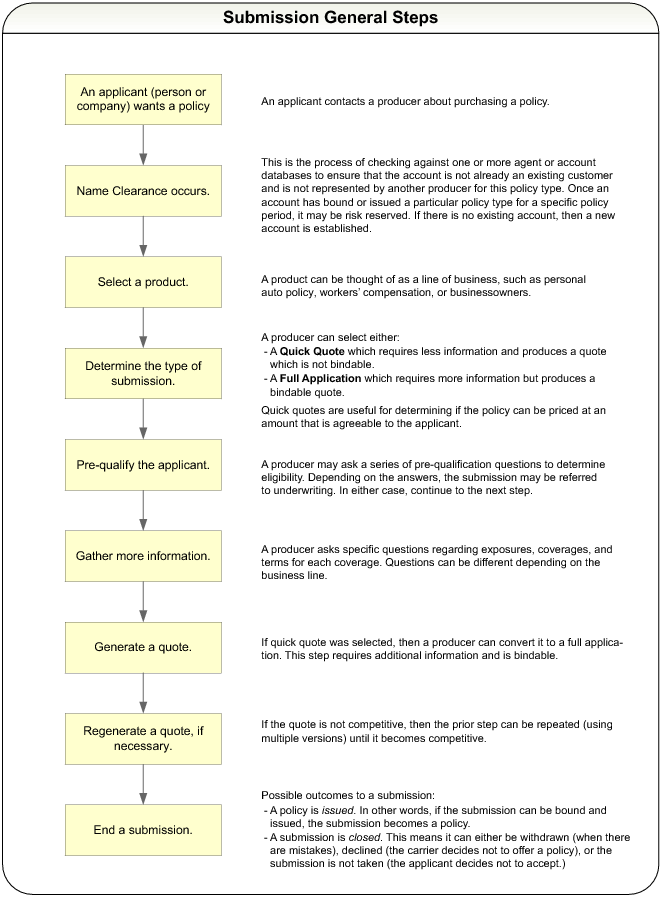 Submission General Steps
An applicant (person or
company) wants a policy
An applicant contacts a producer about purchasing a policy.
Name Clearance occurs.
This is the process of checking against one or more agent or account
databases to ensure that the account is not already an existing customer
and is not represented by another producer for this policy type. Once an
account has bound or issued a particular policy type for a specific policy
period, it may be risk reserved. If there is no existing account, then a new
account is established.
Select a product.
A product can be thought of as a line of business, such as personal
auto policy, workers' compensation, or businessowners.
Determine the type of
submission.
A producer can select either:
- A Quick Quote which requires less information and produces a quote
which is not bindable.
- A Full Application which requires more information but produces a
bindable quote.
Quick quotes are useful for determining if the policy can be priced at an
amount that is agreeable to the applicant.
Pre-qualify the applicant.
A producer may ask a series of pre-qualification questions to determine
eligibility. Depending on the answers, the submission may be referred
to underwriting. In either case, continue to the next step.
Gather more information.
A producer asks specific questions regarding exposures, coverages, and
terms for each coverage. Questions can be different depending on the
business line.
Generate a quote.
If quick quote was selected, then a producer can convert it to a full applica-
tion. This step requires additional information and is bindable.
Regenerate a quote, if
necessary.
If the quote is not competitive, then the prior step can be repeated (using
multiple versions) until it becomes competitive.
End a submission.
Possible outcomes to a submission:
- A policy is issued. In other words, if the submission can be bound and
issued, the submission becomes a policy.
- A submission is closed. This means it can either be withdrawn (when there
are mistakes), declined (the carrier decides not to offer a policy), or the
submission is not taken (the applicant decides not to accept.)